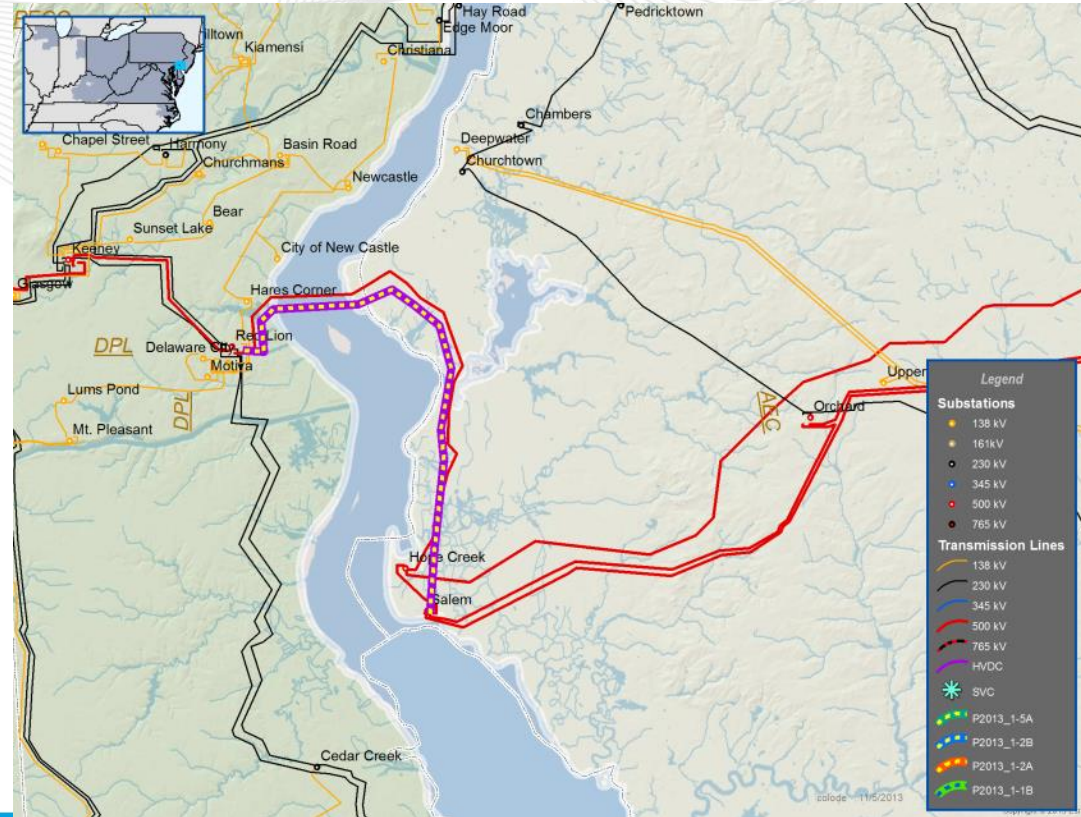 Hay Road
Pedricktown
Edge Moor
Kiamensi
Christiana
Chambers
Chapel Street
Harmony
Basin Road
Deepwater
Churchmans
Churchtown
Newcastle
Bear
Sunset Lake
Keeney
City of New Castle
Glasgow
Hares Corner
DPL
Delaware City
Red Lion
Motiva
Upper
Lums Pond
DPL
AEC
Orchard
Mt. Pleasant
Hope Creek
Salem
Cedar Creek
Legend
Substations
138 kV
161kV
230 kV
345 kV
500 kV
765 kV
Transmission Lines
138 kV
230 kV
345 kV
500 kV
765 kV
HVDC
SVC
P2013_1-5A
P2013_1-2B
P2013_1-2A
P2013_1-1B
colode 11/5/2013